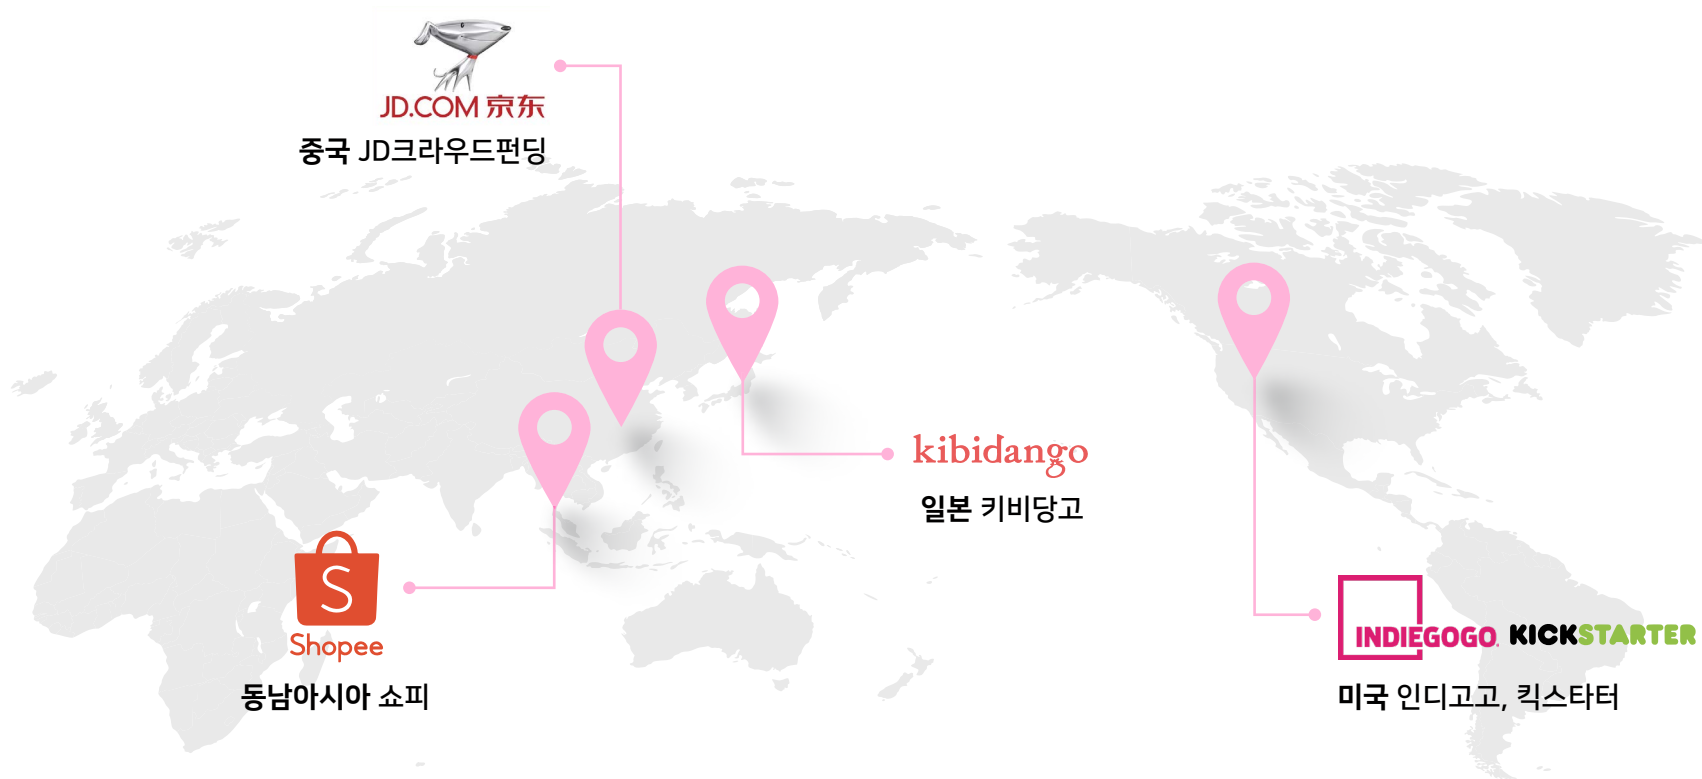 JD.COM 京东
중국 JD크라우드펀딩
kibidango
일본 키비당고
S
Shopee
동남아시아 쇼피
INDIEGOGO. KICKSTARTER
미국 인디고고, 킥스타터